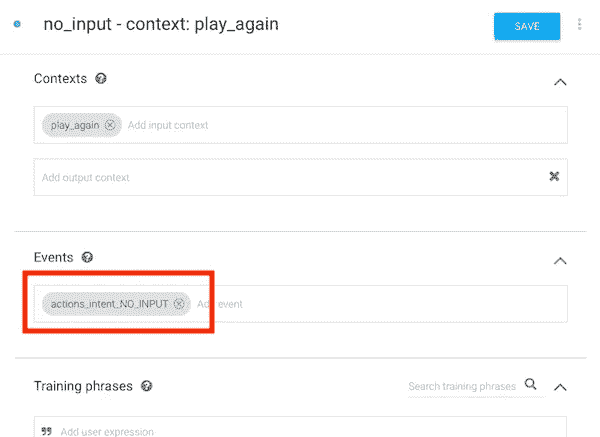 no_input - context: play_again
SAVE
Contexts
play_again Add input context
Add output context
Events
actions_intent_NO_INPUT Add event
Training phrases
Search training phrases
Add user expression